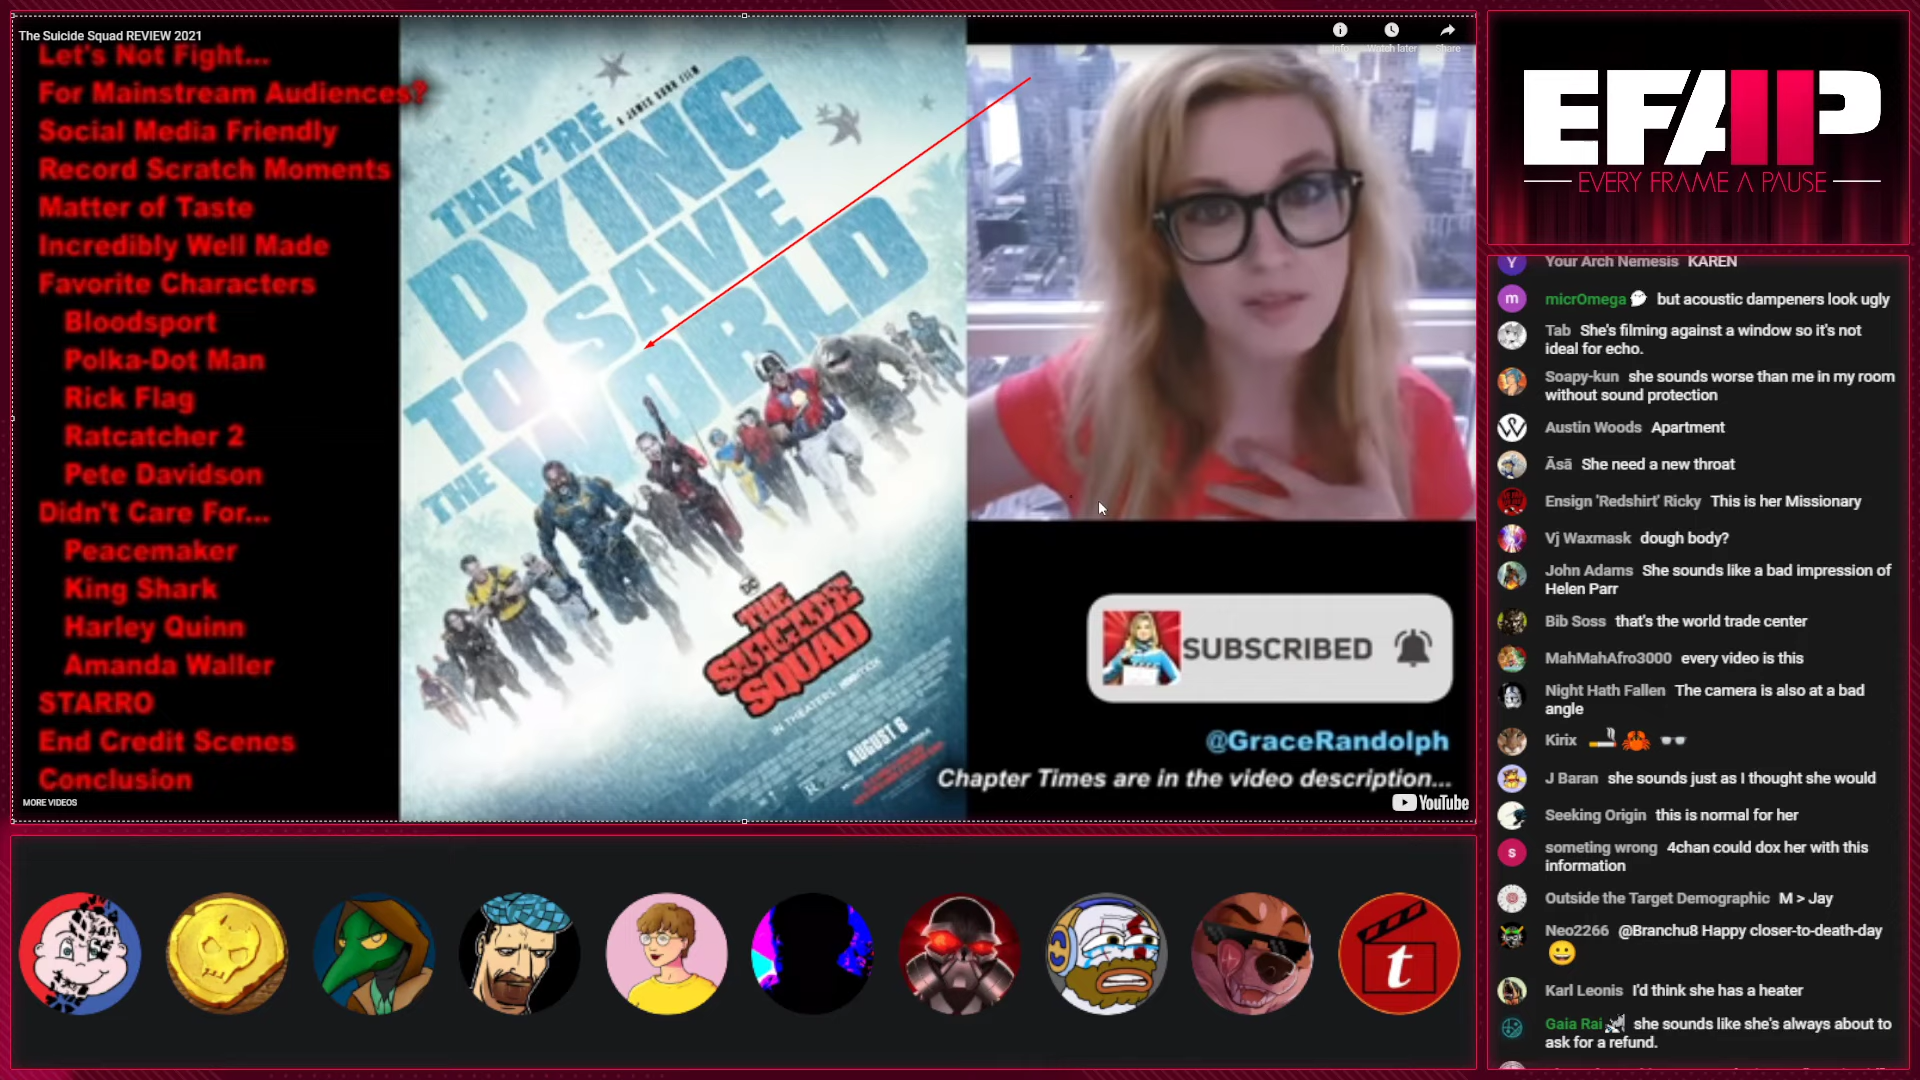 The Suicide Squad REVIEW 2021
Let's Not Fight...
For Mainstream Audiences?
Social Media Friendly
Record Scratch Moments
Matter of Taste
Incredibly Well Made
Favorite Characters
Bloodsport
Polka-Dot Man
Rick Flag
Ratcatcher 2
Pete Davidson
Didn't Care For...
Peacemaker
King Shark
Harley Quinn
Amanda Waller
STARRO
End Credit Scenes
Conclusion
MORE VIDEOS
A JAMES GUNN FILM
THEY'RE
DYING
TO SAVE
THE WORLD
DC
THE
SUICIDE
SQUAD
IN THEATERS
AUGUST 6
Info
Watch later
Share
SUBSCRIBED
@GraceRandolph
Chapter Times are in the video description...
YouTube
EFAP
EVERY FRAME A PAUSE
Y Your Arch Nemesis KAREN
m micrOmega but acoustic dampeners look ugly
Tab She's filming against a window so it's not
ideal for echo.
Soapy-kun she sounds worse than me in my room
without sound protection
Austin Woods Apartment
Āsā She need a new throat
Ensign 'Redshirt' Ricky This is her Missionary
Vj Waxmask dough body?
John Adams She sounds like a bad impression of
Helen Parr
Bib Soss that's the world trade center
MahMahAfro3000 every video is this
Night Hath Fallen The camera is also at a bad
angle
Kirix 🚬 🦀 🕶️
J Baran she sounds just as I thought she would
Seeking Origin this is normal for her
s someting wrong 4chan could dox her with this
information
Outside the Target Demographic M > Jay
Neo2266 @Branchu8 Happy closer-to-death-day
😀
Karl Leonis I'd think she has a heater
Gaia Rai she sounds like she's always about to
ask for a refund.
t